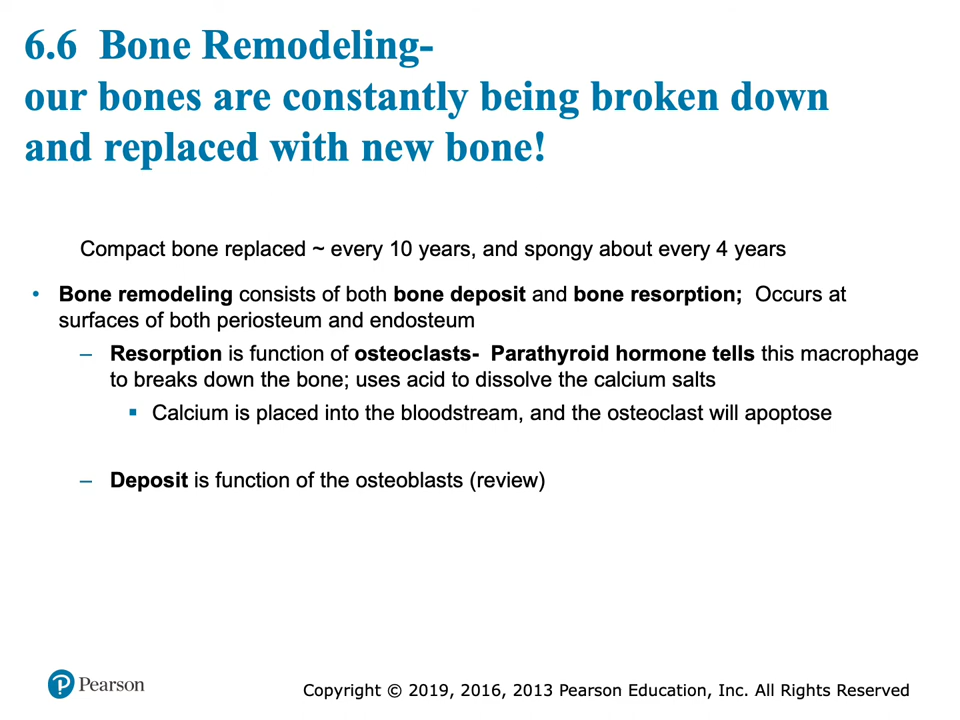 6.6 Bone Remodeling-
our bones are constantly being broken down
and replaced with new bone!
Compact bone replaced ~ every 10 years, and spongy about every 4 years
• Bone remodeling consists of both bone deposit and bone resorption; Occurs at
surfaces of both periosteum and endosteum
– Resorption is function of osteoclasts- Parathyroid hormone tells this macrophage
to breaks down the bone; uses acid to dissolve the calcium salts
▪ Calcium is placed into the bloodstream, and the osteoclast will apoptose
– Deposit is function of the osteoblasts (review)
Pearson
Copyright © 2019, 2016, 2013 Pearson Education, Inc. All Rights Reserved